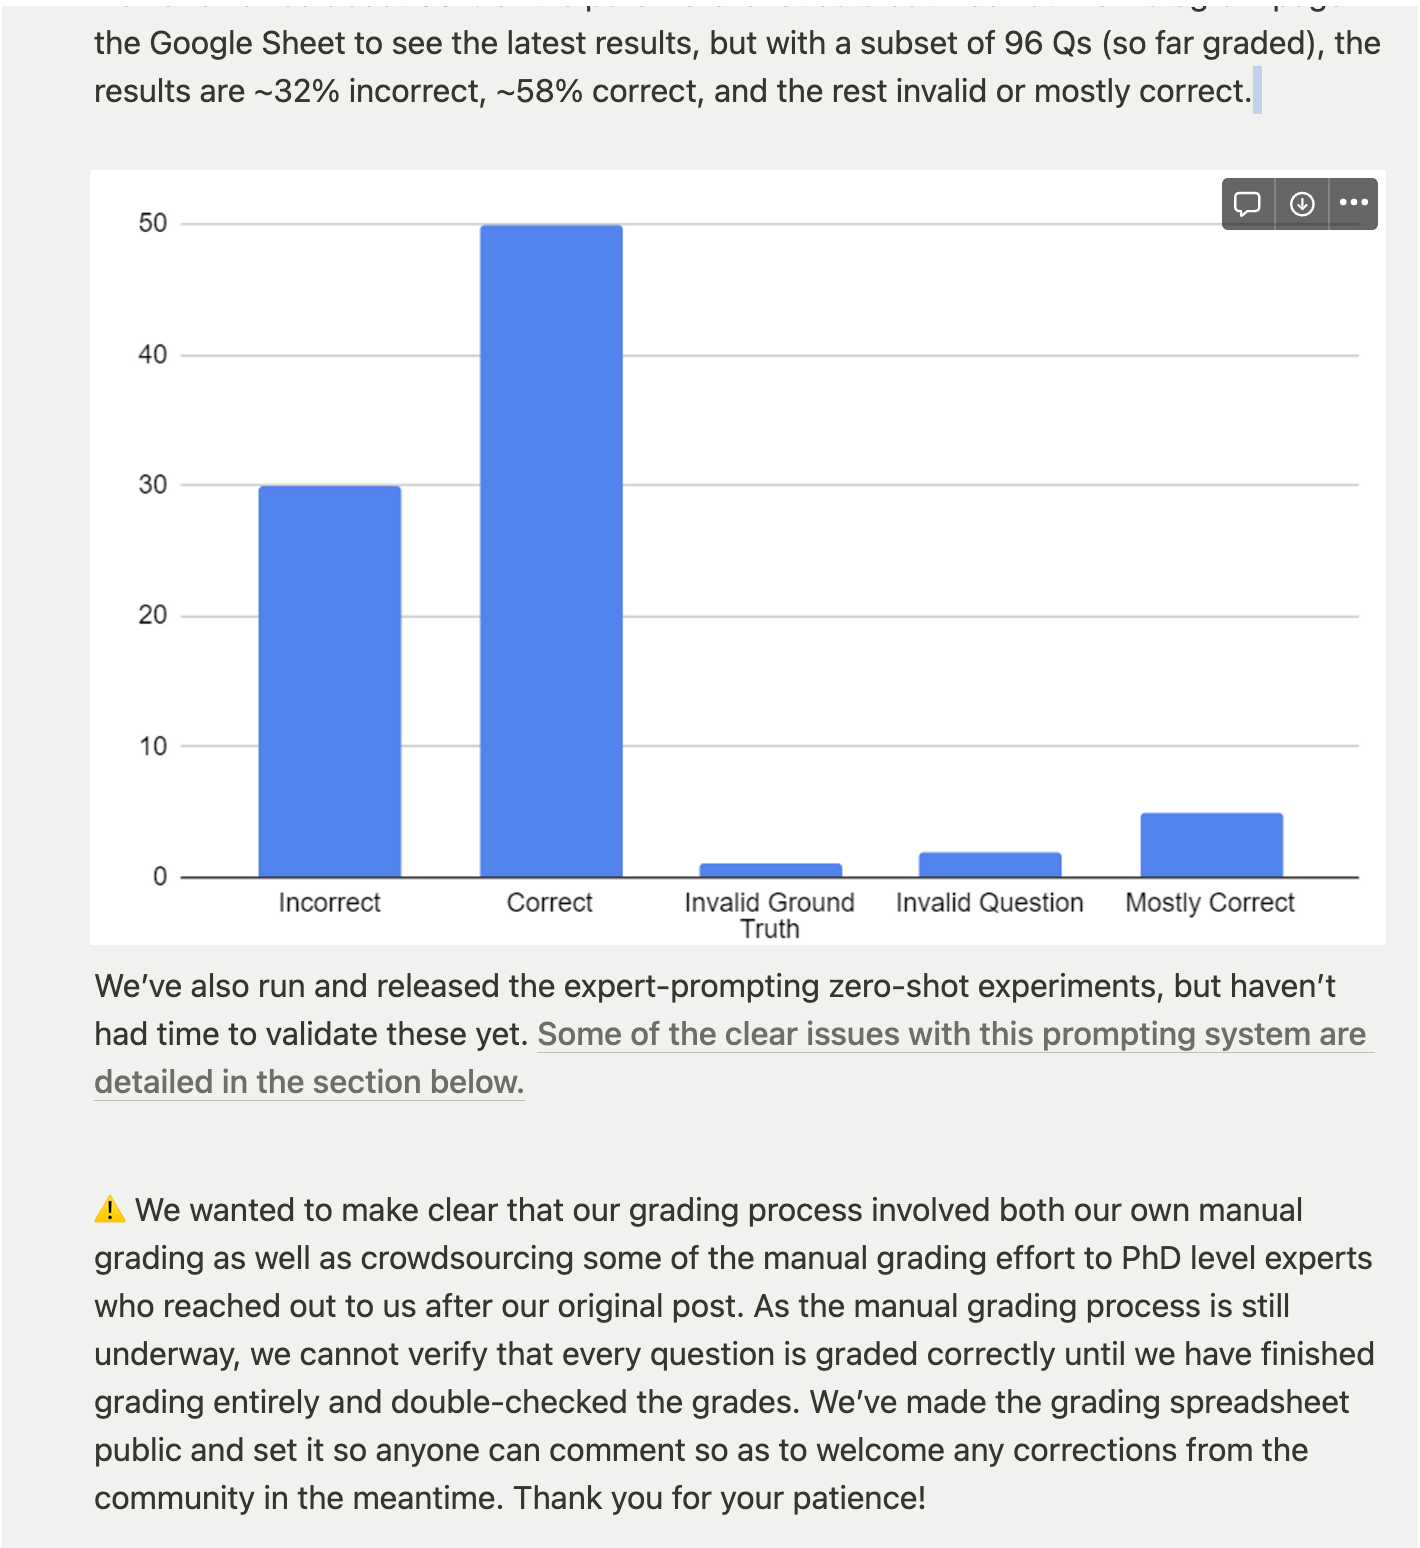 the Google Sheet to see the latest results, but with a subset of 96 Qs (so far graded), the
results are ~32% incorrect, ~58% correct, and the rest invalid or mostly correct.
50
40
30
20
10
0
Incorrect
Correct
Invalid Ground
Truth
Invalid Question
Mostly Correct
We’ve also run and released the expert-prompting zero-shot experiments, but haven’t
had time to validate these yet. Some of the clear issues with this prompting system are
detailed in the section below.
⚠️ We wanted to make clear that our grading process involved both our own manual
grading as well as crowdsourcing some of the manual grading effort to PhD level experts
who reached out to us after our original post. As the manual grading process is still
underway, we cannot verify that every question is graded correctly until we have finished
grading entirely and double-checked the grades. We’ve made the grading spreadsheet
public and set it so anyone can comment so as to welcome any corrections from the
community in the meantime. Thank you for your patience!